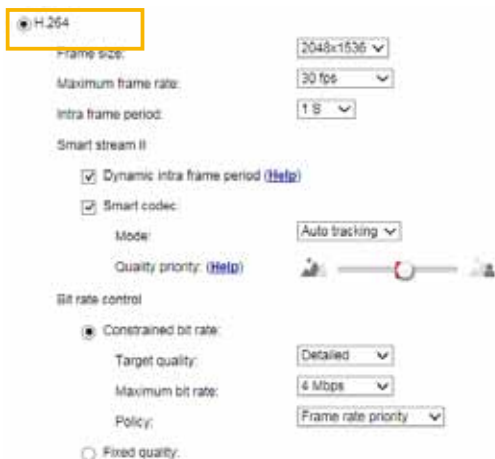 H.264
Frame size: 2048x1536
Maximum frame rate: 30 fps
Intra frame period: 1 S
Smart stream II
Dynamic intra frame period (Help)
Smart codec:
Mode: Auto tracking
Quality priority: (Help)
Bit rate control
Constrained bit rate:
Target quality: Detailed
Maximum bit rate: 4 Mbps
Policy: Frame rate priority
Fixed quality: